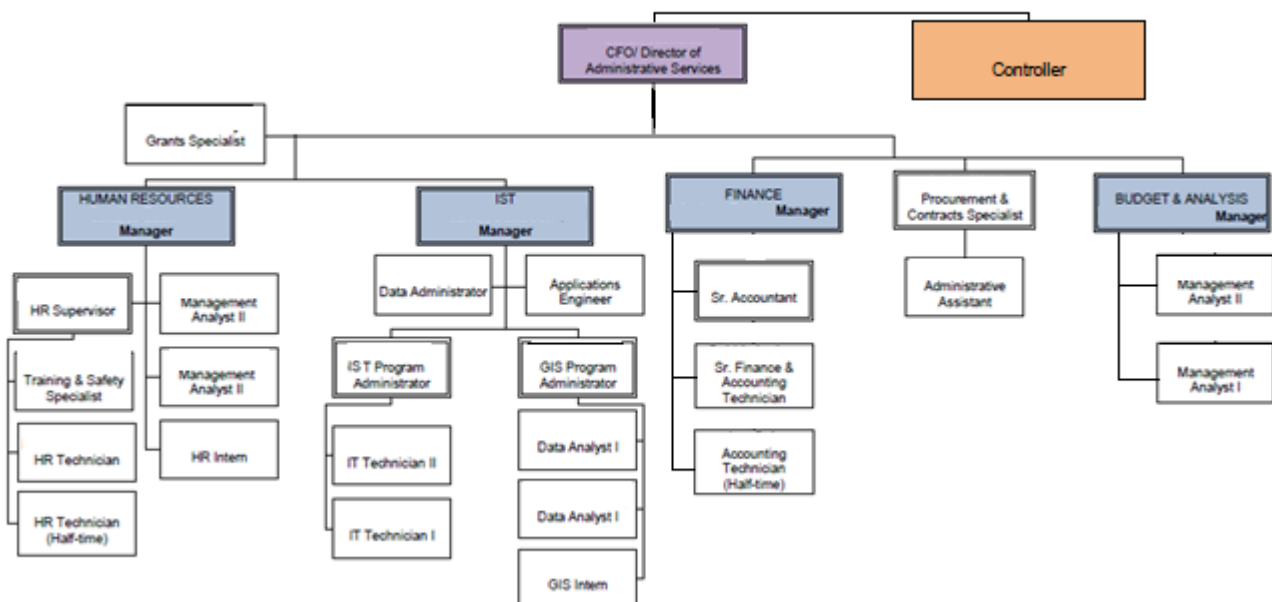 CFO/ Director of
Administrative Services
Controller
Grants Specialist
HUMAN RESOURCES
Manager
IST
Manager
FINANCE
Manager
Procurement &
Contracts Specialist
BUDGET & ANALYSIS
Manager
HR Supervisor
Management
Analyst II
Data Administrator
Applications
Engineer
Sr. Accountant
Administrative
Assistant
Management
Analyst II
Training & Safety
Specialist
Management
Analyst II
IST Program
Administrator
GIS Program
Administrator
Sr. Finance &
Accounting
Technician
Management
Analyst I
HR Technician
HR Intern
IT Technician II
Data Analyst I
Accounting
Technician
(Half-time)
HR Technician
(Half-time)
IT Technician I
Data Analyst I
GIS Intern